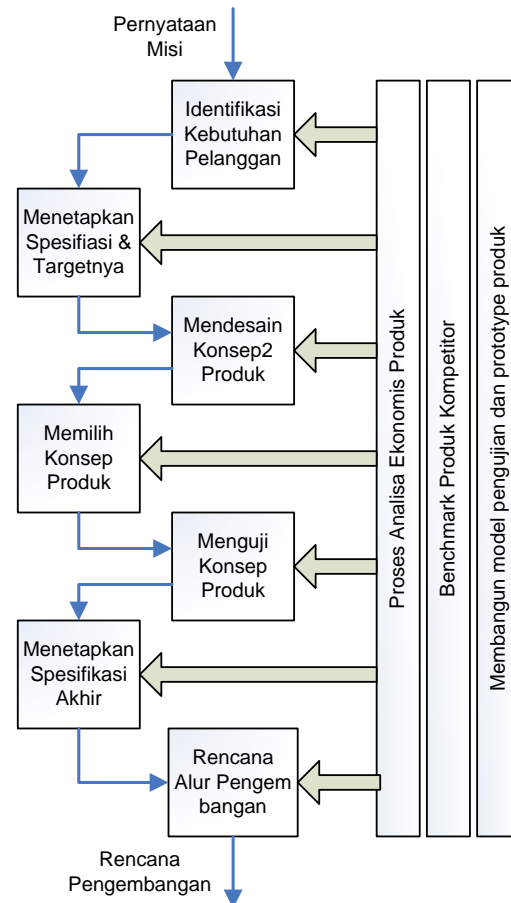 Pernyataan
Misi
Identifikasi
Kebutuhan
Pelanggan
Menetapkan
Spesifiasi &
Targetnya
Mendesain
Konsep2
Produk
Memilih
Konsep
Produk
Menguji
Konsep
Produk
Menetapkan
Spesifikasi
Akhir
Rencana
Alur Pengem
bangan
Rencana
Pengembangan
Proses Analisa Ekonomis Produk
Benchmark Produk Kompetitor
Membangun model pengujian dan prototype produk